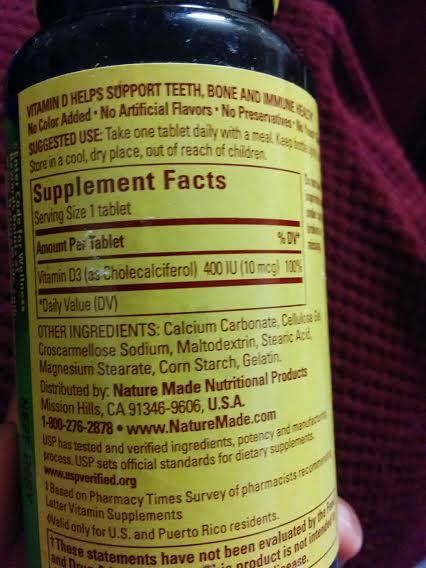 VITAMIN D HELPS SUPPORT TEETH, BONE AND IMMUNE HEALTH
No Color Added • No Artificial Flavors • No Preservatives •
SUGGESTED USE: Take one tablet daily with a meal. Keep bottle
Store in a cool, dry place, out of reach of children.
Supplement Facts
Serving Size 1 tablet
Amount Per Tablet % DV*
Vitamin D3 (as Cholecalciferol) 400 IU (10 mcg) 100%
*Daily Value (DV)
OTHER INGREDIENTS: Calcium Carbonate, Cellulose Gel,
Croscarmellose Sodium, Maltodextrin, Stearic Acid,
Magnesium Stearate, Corn Starch, Gelatin.
Distributed by: Nature Made Nutritional Products
Mission Hills, CA 91346-9606, U.S.A.
1-800-276-2878 • www.NatureMade.com
USP has tested and verified ingredients, potency and manufacturing
process. USP sets official standards for dietary supplements.
www.uspverified.org
‡ Based on Pharmacy Times Survey of pharmacists
Letter Vitamin Supplements
◊Valid only for U.S. and Puerto Rico residents.
†These statements have not been evaluated by the
product is not intended